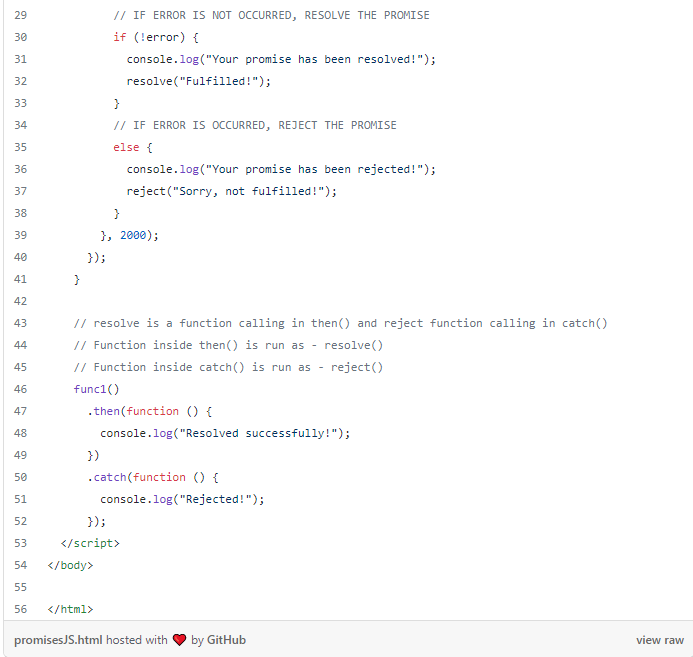 29 // IF ERROR IS NOT OCCURRED, RESOLVE THE PROMISE
30 if (!error) {
31 console.log("Your promise has been resolved!");
32 resolve("Fulfilled!");
33 }
34 // IF ERROR IS OCCURRED, REJECT THE PROMISE
35 else {
36 console.log("Your promise has been rejected!");
37 reject("Sorry, not fulfilled!");
38 }
39 }, 2000);
40 });
41 }
42
43 // resolve is a function calling in then() and reject function calling in catch()
44 // Function inside then() is run as - resolve()
45 // Function inside catch() is run as - reject()
46 func1()
47 .then(function () {
48 console.log("Resolved successfully!");
49 })
50 .catch(function () {
51 console.log("Rejected!");
52 });
53 </script>
54 </body>
55
56 </html>
promisesJS.html hosted with ❤ by GitHub view raw